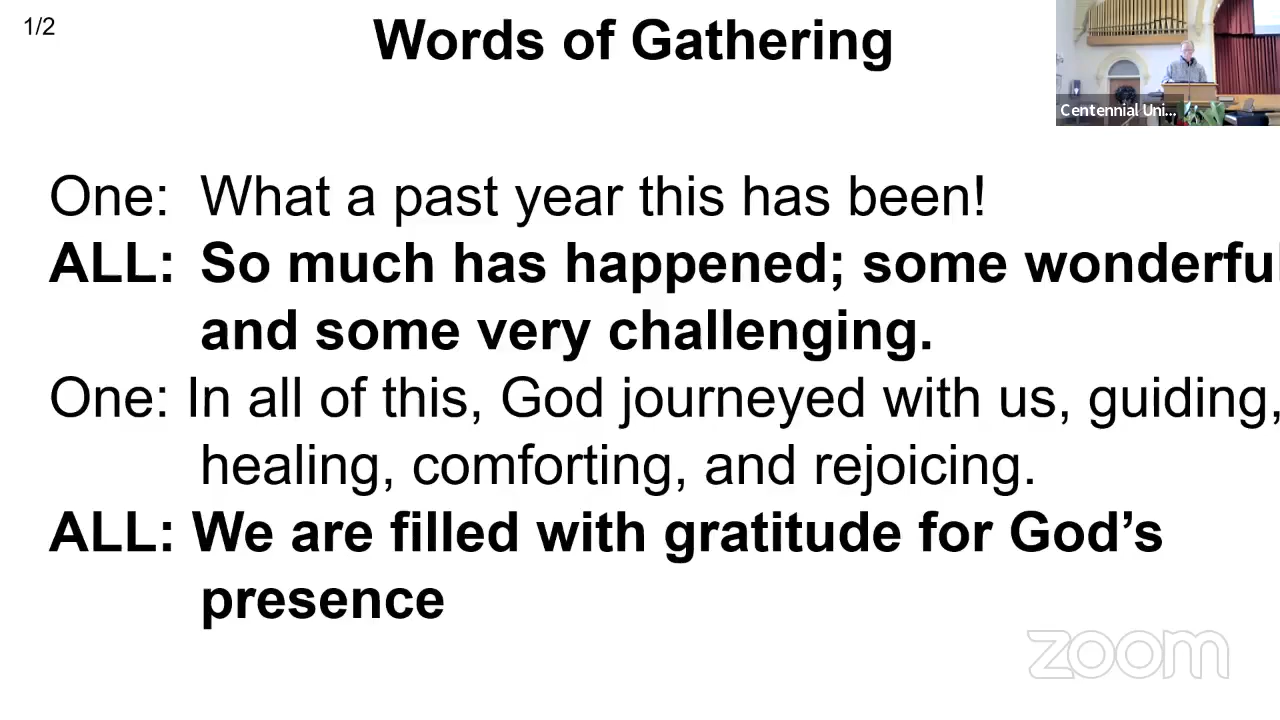 1/2
Words of Gathering
Centennial Uni...
One: What a past year this has been!
ALL: So much has happened; some wonderful
and some very challenging.
One: In all of this, God journeyed with us, guiding,
healing, comforting, and rejoicing.
ALL: We are filled with gratitude for God’s
presence
zoom